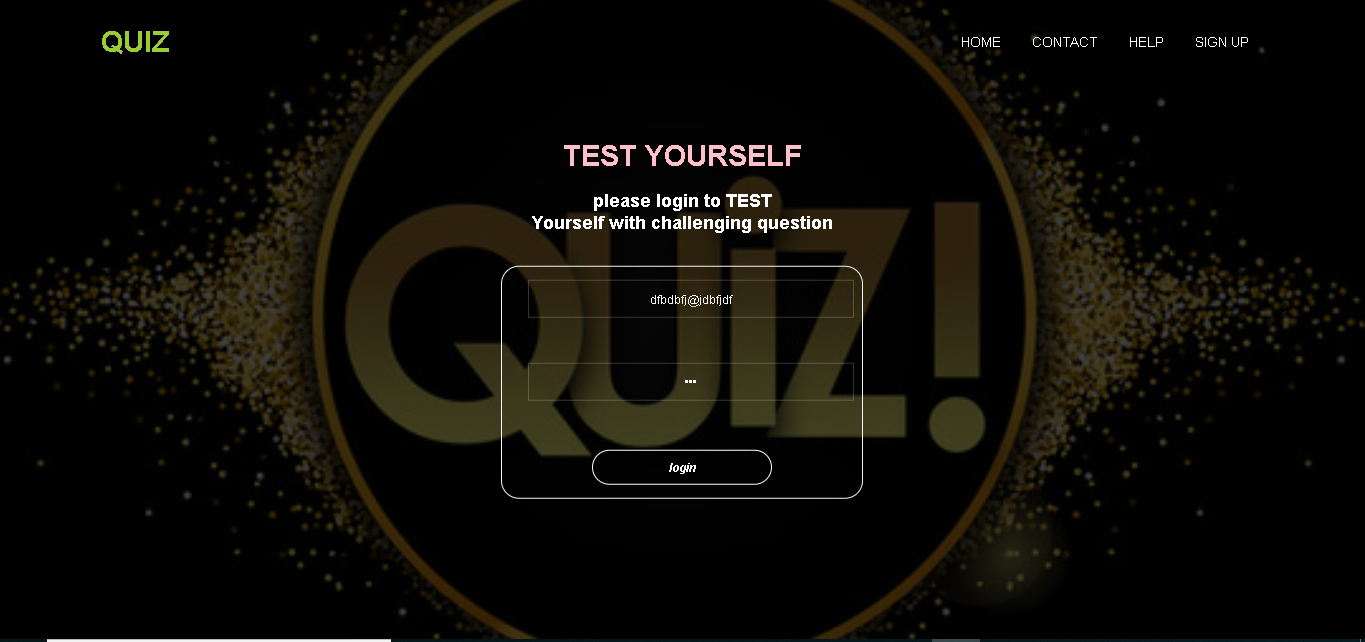 QUIZ
HOME CONTACT HELP SIGN UP
TEST YOURSELF
please login to TEST
Yourself with challenging question
QUiZ!
dfbdbfj@jdbfjdf
•••
login